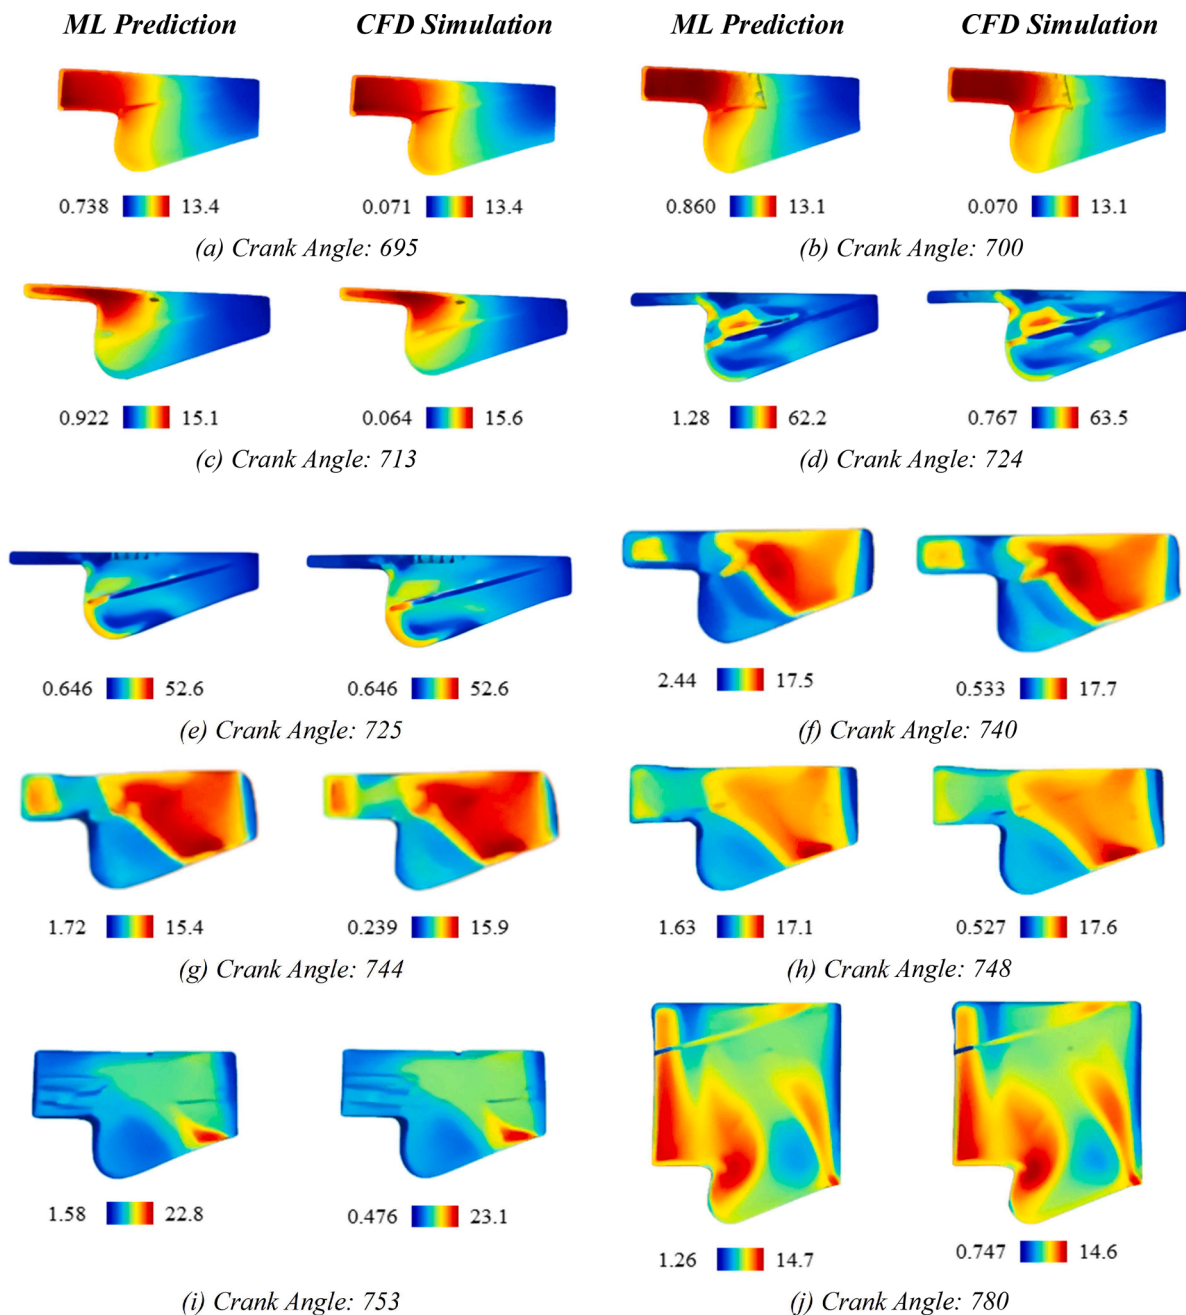 ML Prediction CFD Simulation ML Prediction CFD Simulation
0.738 13.4 0.071 13.4 0.860 13.1 0.070 13.1
(a) Crank Angle: 695 (b) Crank Angle: 700
0.922 15.1 0.064 15.6 1.28 62.2 0.767 63.5
(c) Crank Angle: 713 (d) Crank Angle: 724
0.646 52.6 0.646 52.6 2.44 17.5 0.533 17.7
(e) Crank Angle: 725 (f) Crank Angle: 740
1.72 15.4 0.239 15.9 1.63 17.1 0.527 17.6
(g) Crank Angle: 744 (h) Crank Angle: 748
1.58 22.8 0.476 23.1 1.26 14.7 0.747 14.6
(i) Crank Angle: 753 (j) Crank Angle: 780